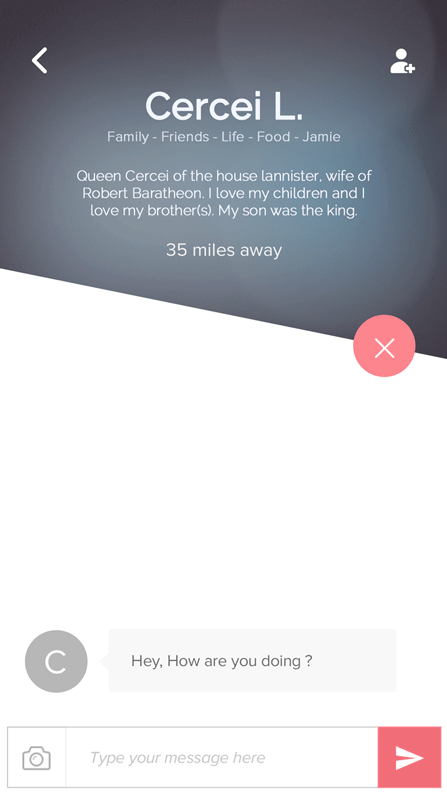 Cercei L.
Family - Friends - Life - Food - Jamie
Queen Cercei of the house lannister, wife of
Robert Baratheon. I love my children and I
love my brother(s). My son was the king.
35 miles away
C
Hey, How are you doing ?
Type your message here